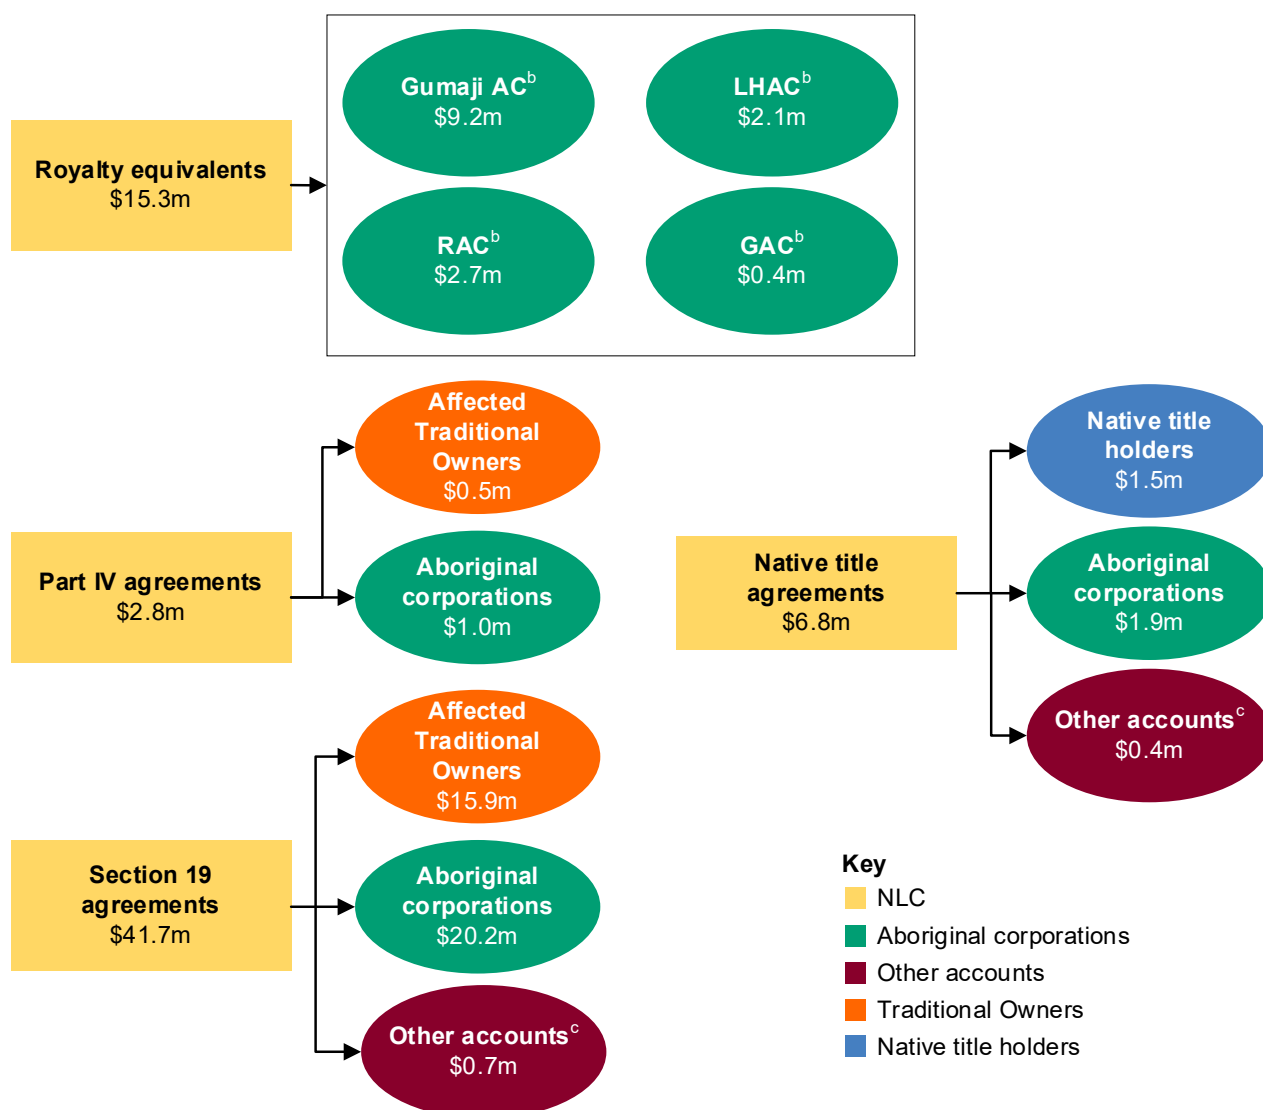 Gumaji AC^b
$9.2m
LHAC^b
$2.1m
Royalty equivalents
$15.3m
RAC^b
$2.7m
GAC^b
$0.4m
Affected
Traditional
Owners
$0.5m
Part IV agreements
$2.8m
Aboriginal
corporations
$1.0m
Native title
agreements
$6.8m
Native title
holders
$1.5m
Aboriginal
corporations
$1.9m
Other accounts^c
$0.4m
Affected
Traditional
Owners
$15.9m
Section 19
agreements
$41.7m
Aboriginal
corporations
$20.2m
Other accounts^c
$0.7m
Key
NLC
Aboriginal corporations
Other accounts
Traditional Owners
Native title holders